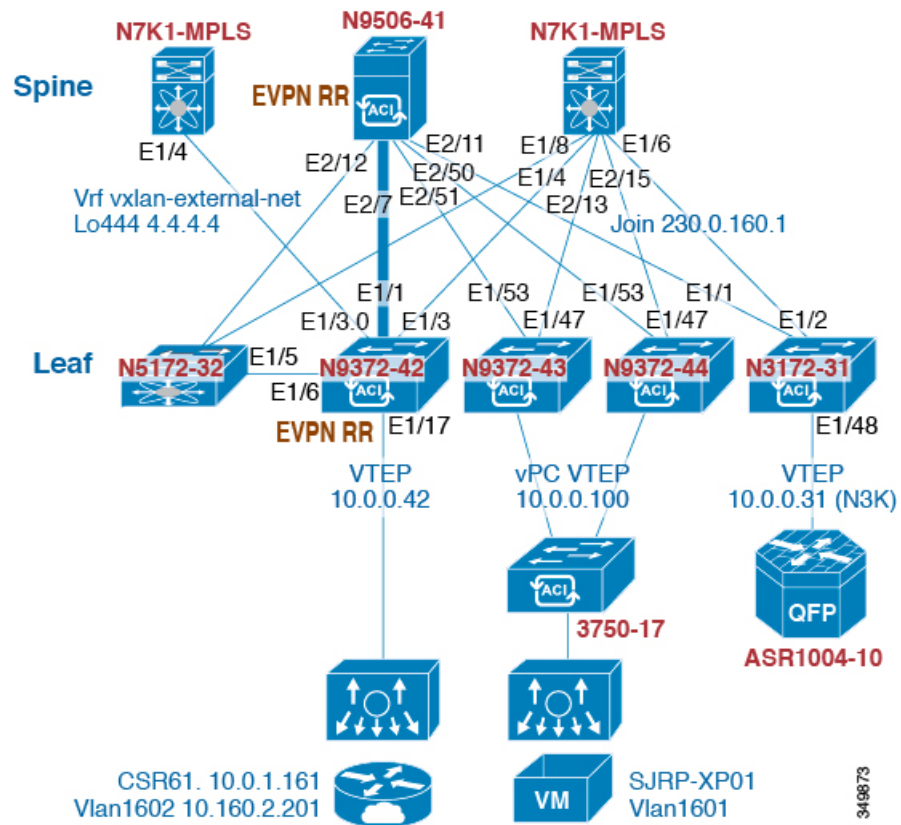 N7K1-MPLS
N9506-41
N7K1-MPLS
Spine
EVPN RR
ACI
E1/4
E2/12
E2/11
E1/8
E1/6
E2/50
E1/4
E2/15
E2/7
E2/51
E2/13
Vrf vxlan-external-net
Lo444 4.4.4.4
Join 230.0.160.1
E1/1
E1/53
E1/53
E1/1
E1/3.0
E1/3
E1/47
E1/47
E1/2
Leaf
N5172-32
E1/5
N9372-42
N9372-43
N9372-44
N3172-31
E1/6
ACI
ACI
ACI
ACI
EVPN RR
E1/17
E1/48
VTEP
10.0.0.42
vPC VTEP
10.0.0.100
VTEP
10.0.0.31 (N3K)
ACI
QFP
3750-17
ASR1004-10
CSR61. 10.0.1.161
Vlan1602 10.160.2.201
VM
SJRP-XP01
Vlan1601
349873